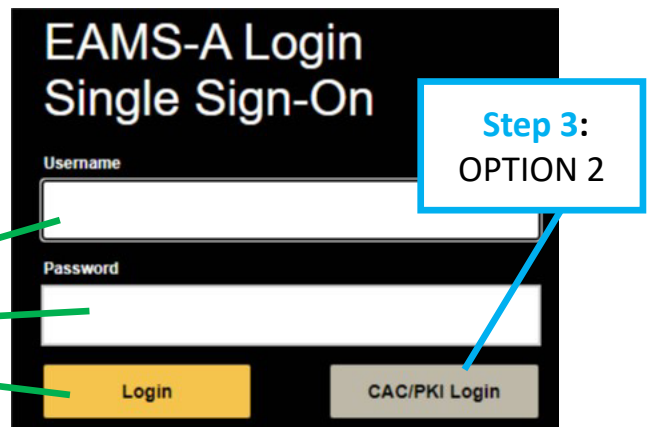 EAMS-A Login
Single Sign-On
Step 3:
OPTION 2
Username
Password
Login
CAC/PKI Login